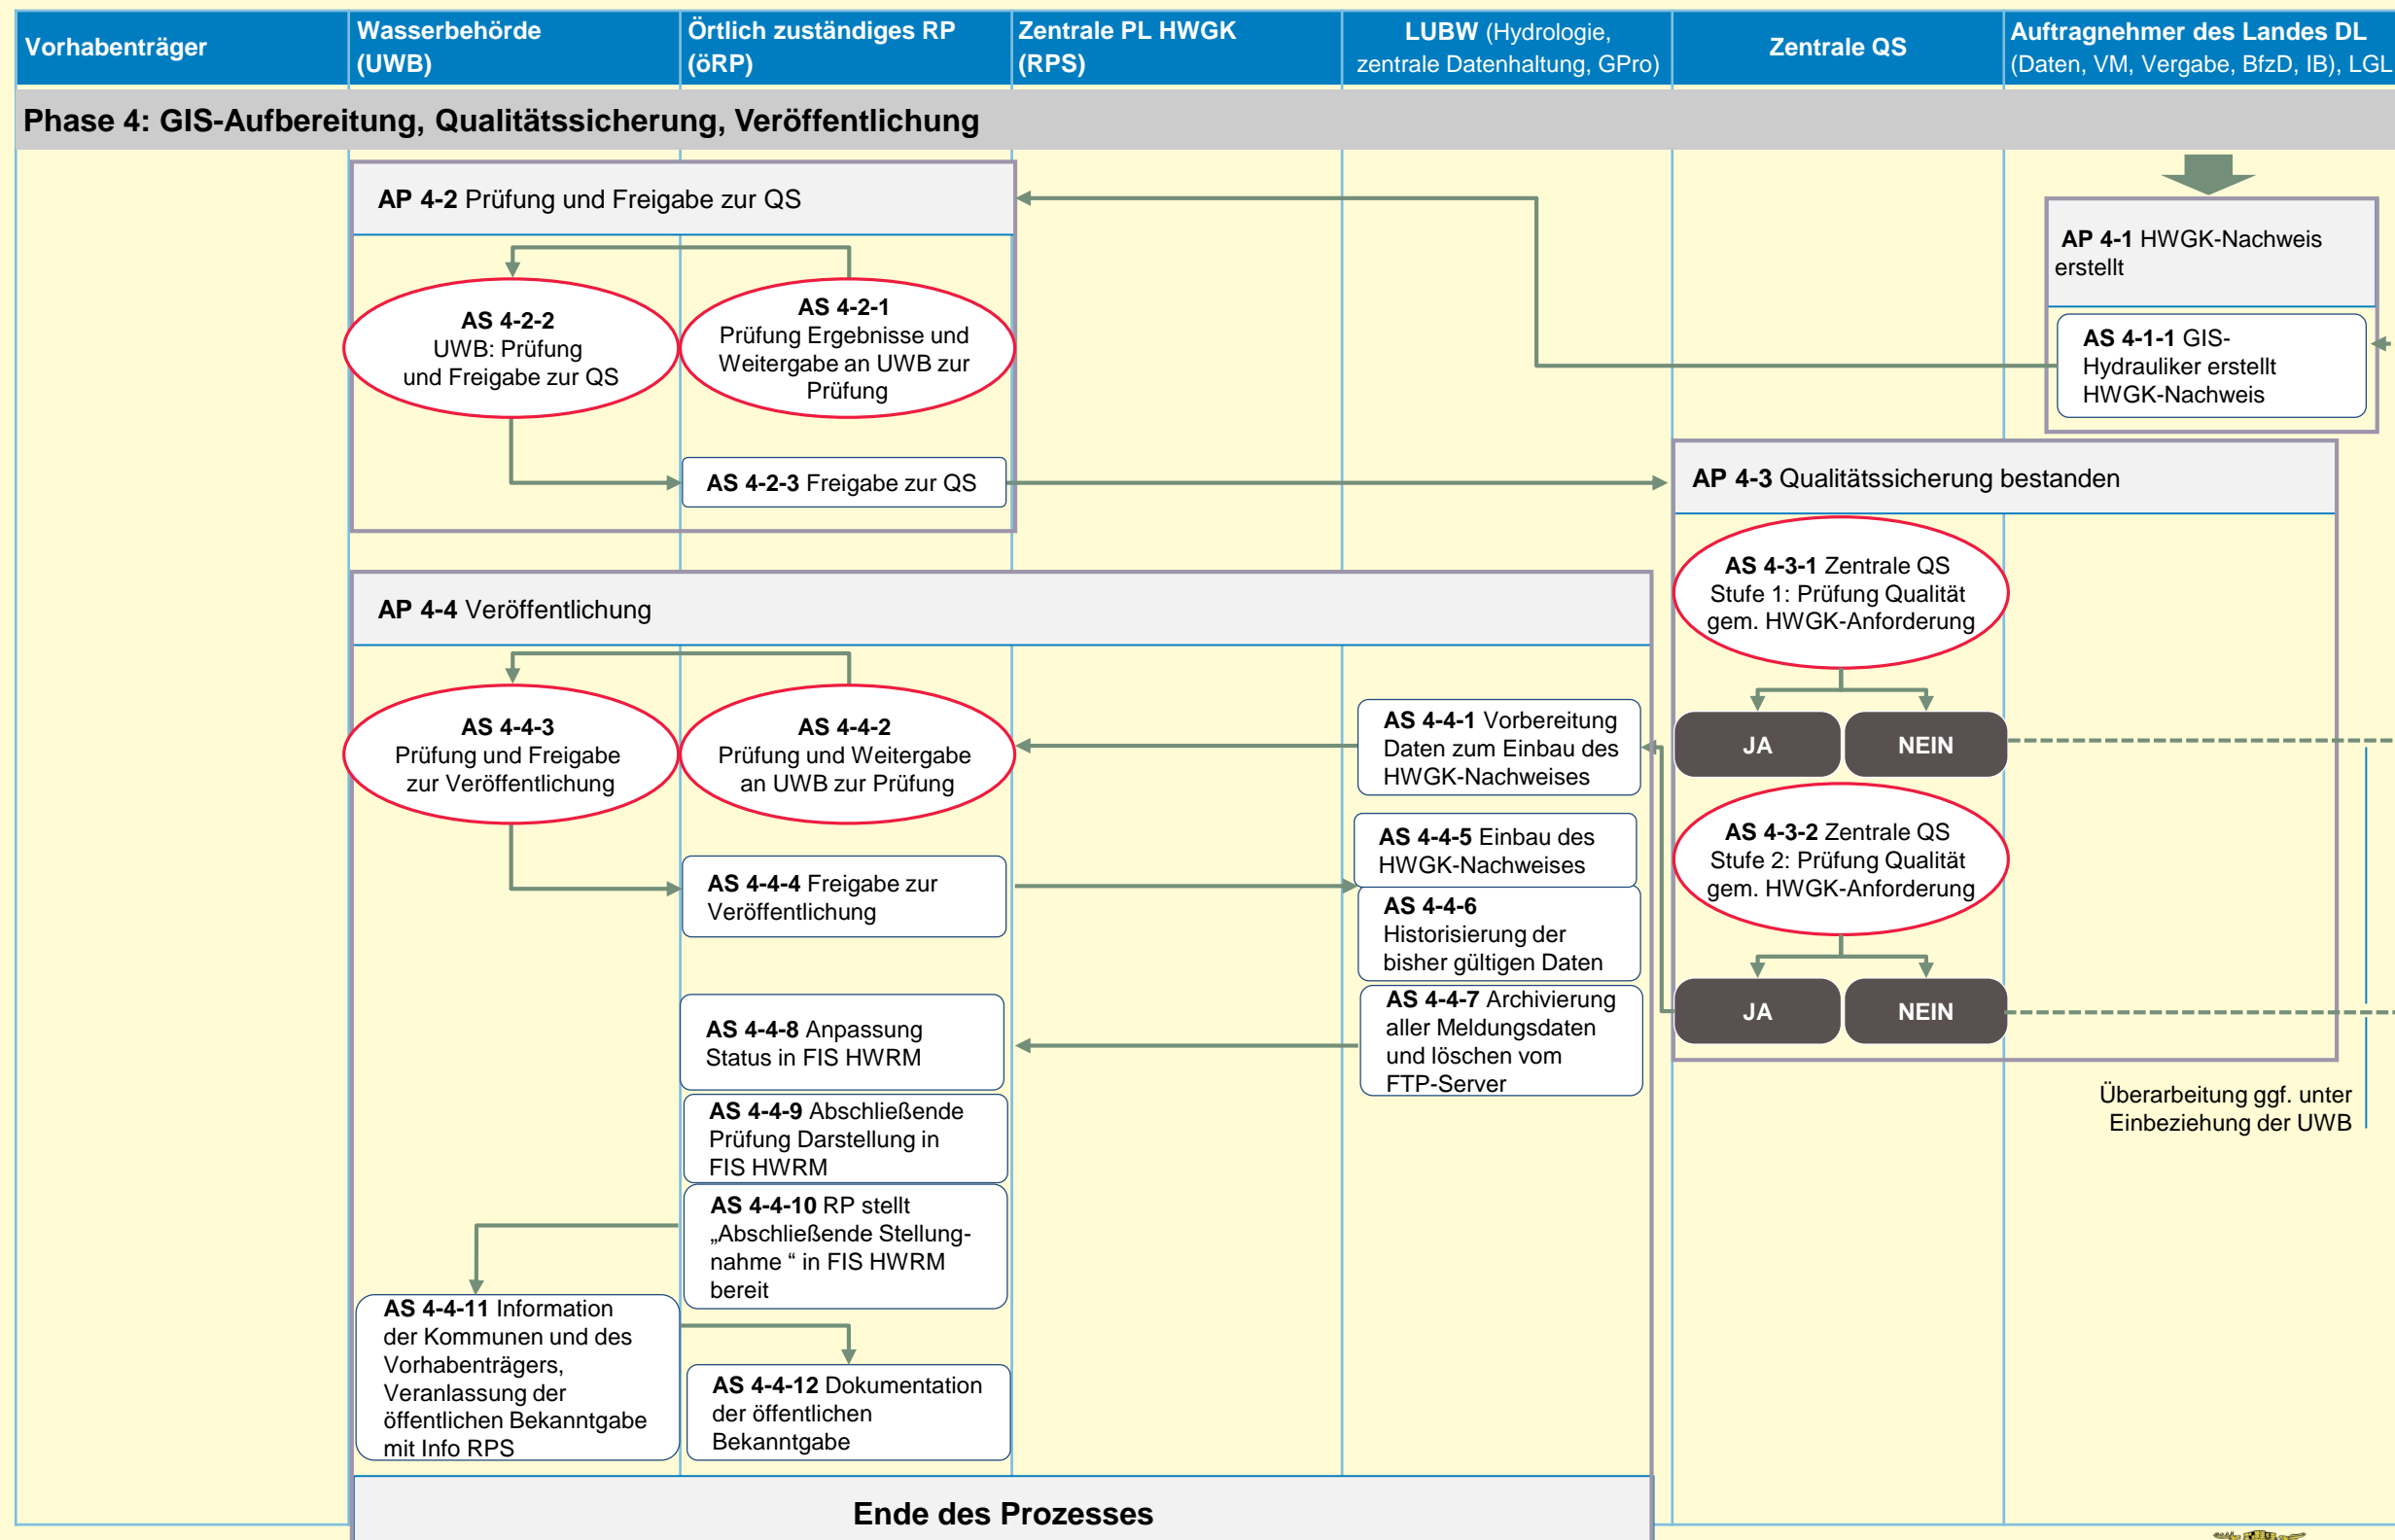 Vorhabenträger
Wasserbehörde
(UWB)
Örtlich zuständiges RP
(öRP)
Zentrale PL HWGK
(RPS)
LUBW (Hydrologie,
zentrale Datenhaltung, GPro)
Zentrale QS
Auftragnehmer des Landes DL
(Daten, VM, Vergabe, BfzD, IB), LGL
Phase 4: GIS-Aufbereitung, Qualitätssicherung, Veröffentlichung
AP 4-2 Prüfung und Freigabe zur QS
AS 4-2-2
UWB: Prüfung
und Freigabe zur QS
AS 4-2-1
Prüfung Ergebnisse und
Weitergabe an UWB zur
Prüfung
AS 4-2-3 Freigabe zur QS
AP 4-1 HWGK-Nachweis
erstellt
AS 4-1-1 GIS-
Hydrauliker erstellt
HWGK-Nachweis
AP 4-3 Qualitätssicherung bestanden
AS 4-3-1 Zentrale QS
Stufe 1: Prüfung Qualität
gem. HWGK-Anforderung
JA
NEIN
AS 4-3-2 Zentrale QS
Stufe 2: Prüfung Qualität
gem. HWGK-Anforderung
JA
NEIN
Überarbeitung ggf. unter
Einbeziehung der UWB
AP 4-4 Veröffentlichung
AS 4-4-3
Prüfung und Freigabe
zur Veröffentlichung
AS 4-4-2
Prüfung und Weitergabe
an UWB zur Prüfung
AS 4-4-1 Vorbereitung
Daten zum Einbau des
HWGK-Nachweises
AS 4-4-4 Freigabe zur
Veröffentlichung
AS 4-4-5 Einbau des
HWGK-Nachweises
AS 4-4-6
Historisierung der
bisher gültigen Daten
AS 4-4-7 Archivierung
aller Meldungsdaten
und löschen vom
FTP-Server
AS 4-4-8 Anpassung
Status in FIS HWRM
AS 4-4-9 Abschließende
Prüfung Darstellung in
FIS HWRM
AS 4-4-10 RP stellt
„Abschließende Stellung-
nahme “ in FIS HWRM
bereit
AS 4-4-11 Information
der Kommunen und des
Vorhabenträgers,
Veranlassung der
öffentlichen Bekanntgabe
mit Info RPS
AS 4-4-12 Dokumentation
der öffentlichen
Bekanntgabe
Ende des Prozesses